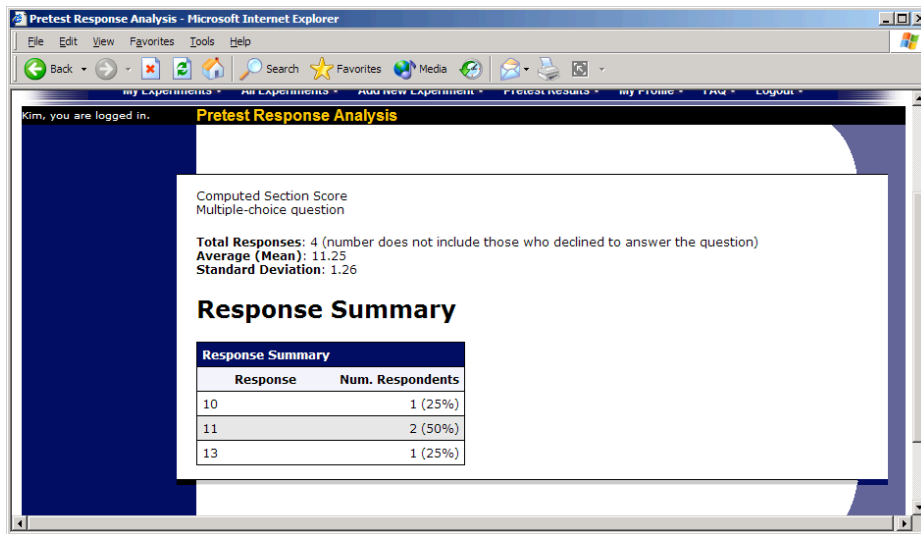 Pretest Response Analysis - Microsoft Internet Explorer
File Edit View Favorites Tools Help
Back Search Favorites Media
My Experiments All Experiments Add New Experiment Pretest Results My Profile FAQ Logout
Kim, you are logged in. Pretest Response Analysis
Computed Section Score
Multiple-choice question
Total Responses: 4 (number does not include those who declined to answer the question)
Average (Mean): 11.25
Standard Deviation: 1.26
Response Summary
Response Summary
Response Num. Respondents
10 1 (25%)
11 2 (50%)
13 1 (25%)